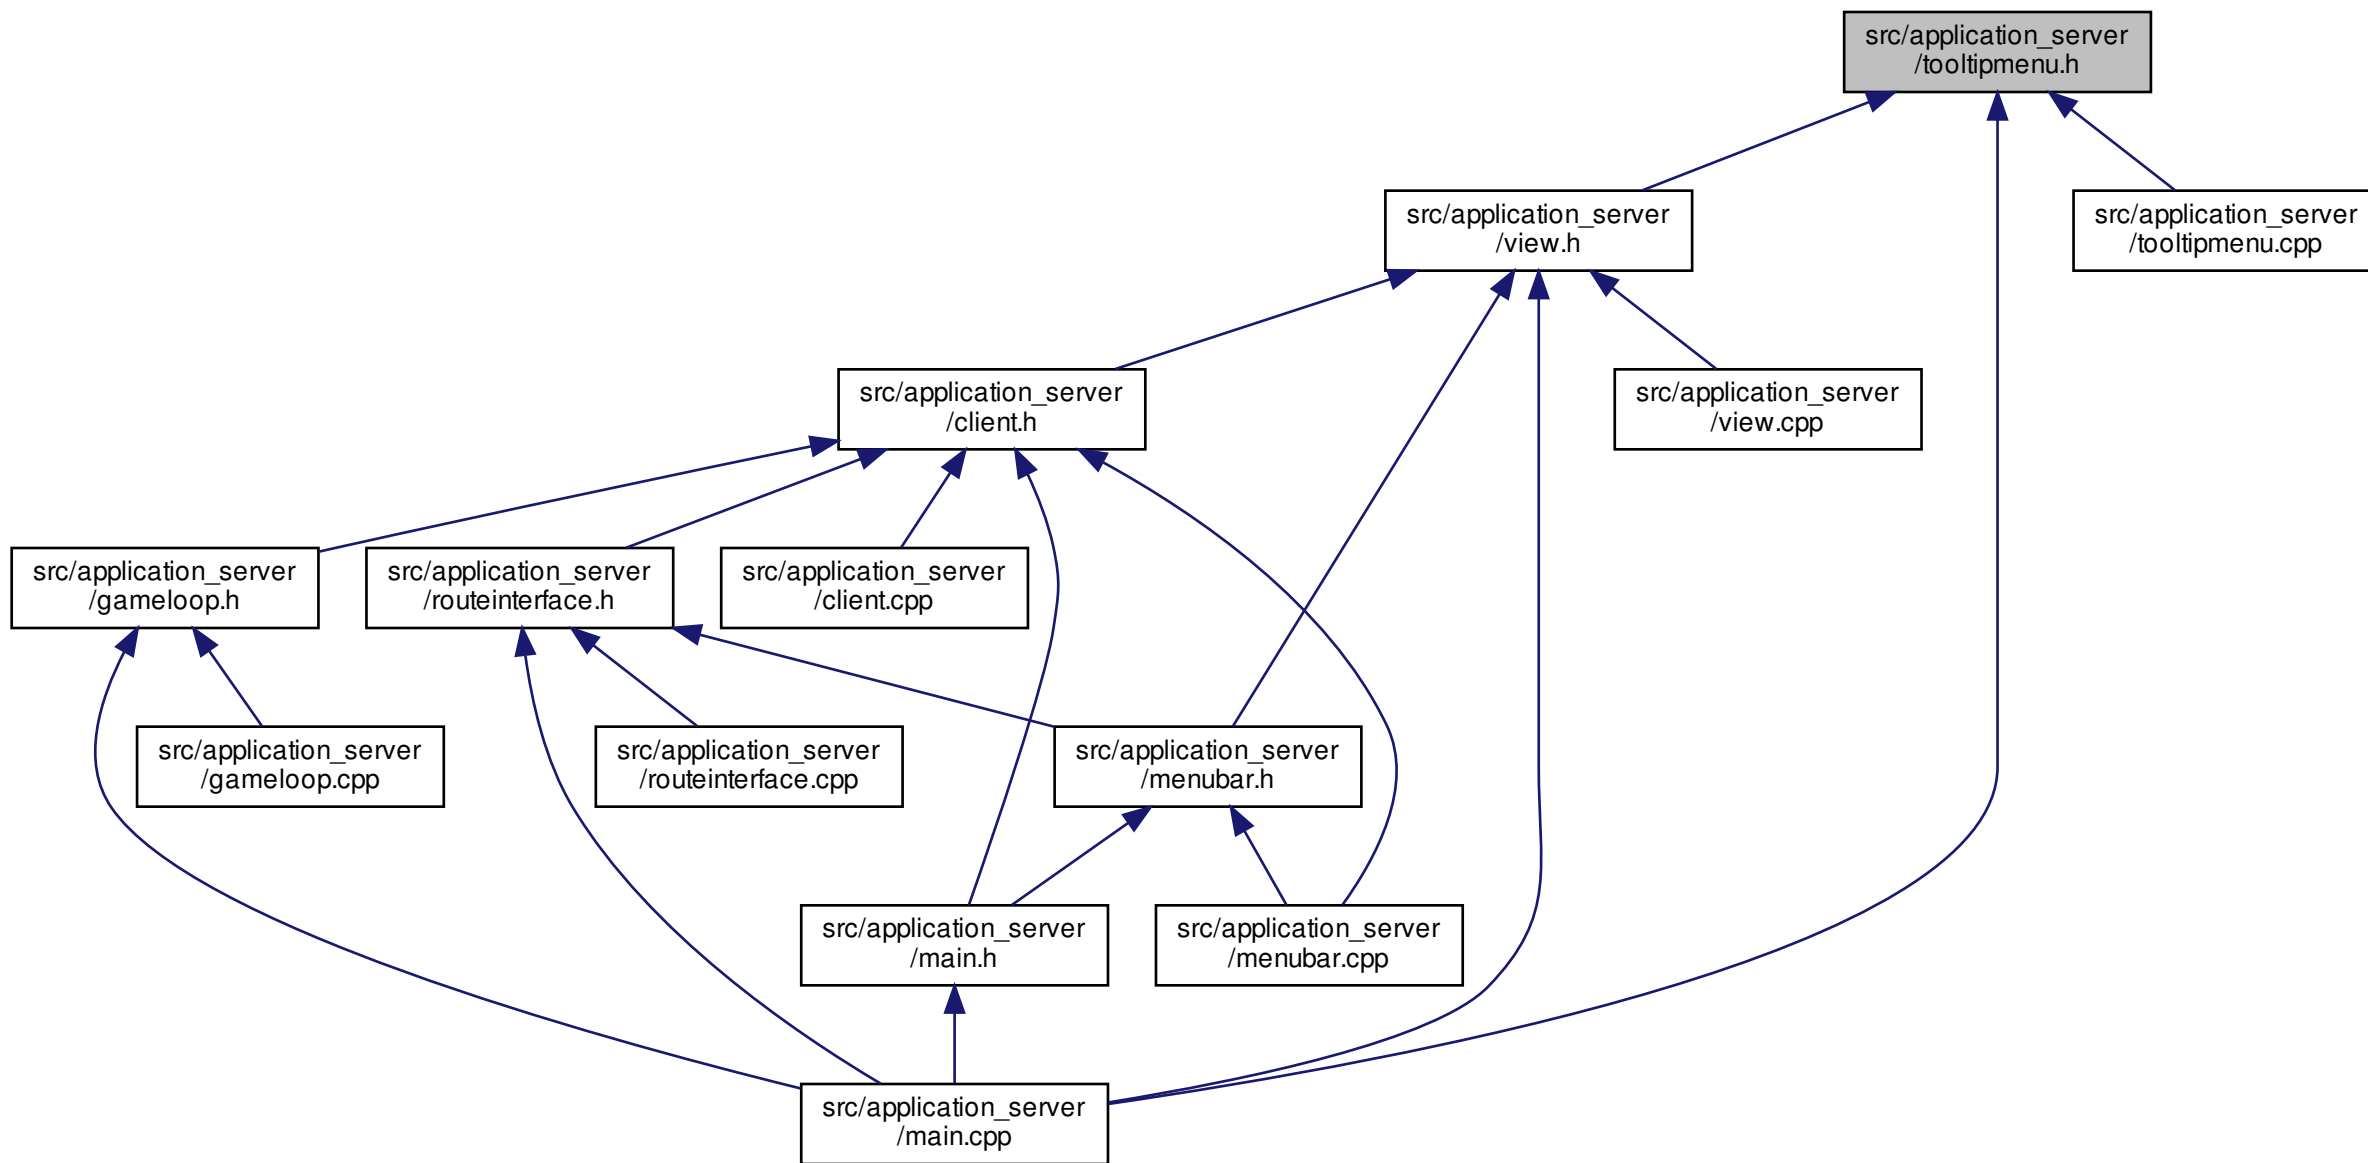 src/application_server
/tooltipmenu.h
src/application_server
/view.h
src/application_server
/tooltipmenu.cpp
src/application_server
/client.h
src/application_server
/view.cpp
src/application_server
/gameloop.h
src/application_server
/routeinterface.h
src/application_server
/client.cpp
src/application_server
/gameloop.cpp
src/application_server
/routeinterface.cpp
src/application_server
/menubar.h
src/application_server
/main.h
src/application_server
/menubar.cpp
src/application_server
/main.cpp